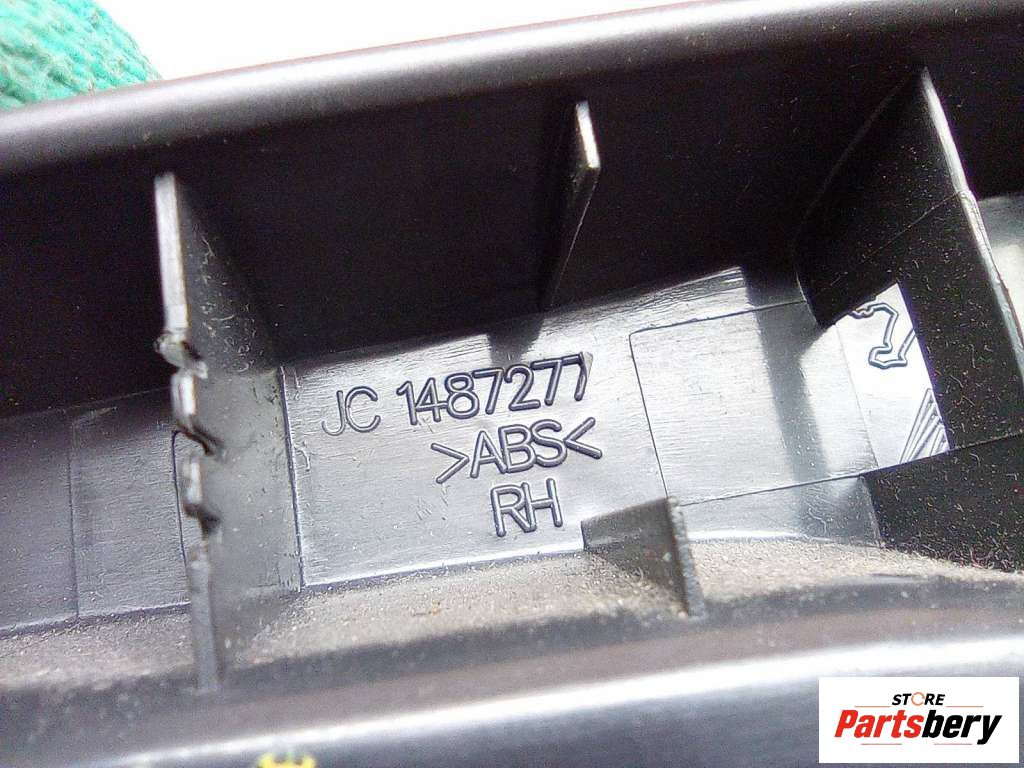 JC 1487277
>ABS<
RH
STORE
Partsbery